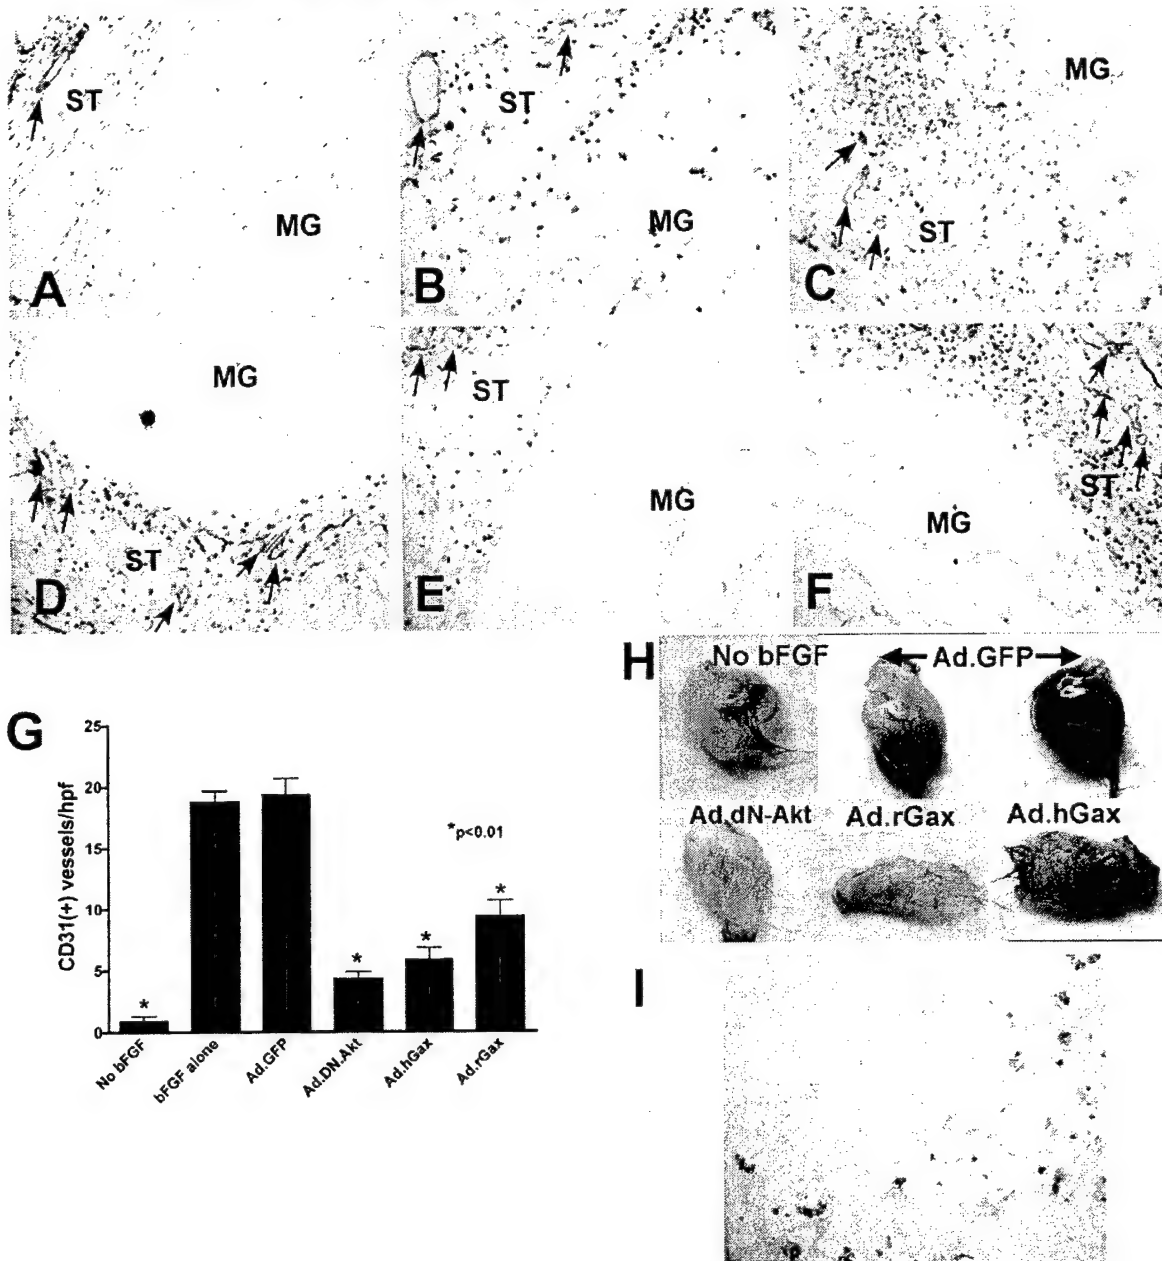 ST
MG
A
ST
MG
B
MG
ST
C
MG
ST
D
ST
MG
E
ST
MG
F
G
25
20
15
10
5
0
CD31(+) vessels/hpf
*p<0.01
*
*
*
*
No bFGF
bFGF alone
Ad.GFP
Ad.DN.Akt
Ad.hGax
Ad.rGax
H
No bFGF
Ad.GFP
Ad.dN-Akt
Ad.rGax
Ad.hGax
I